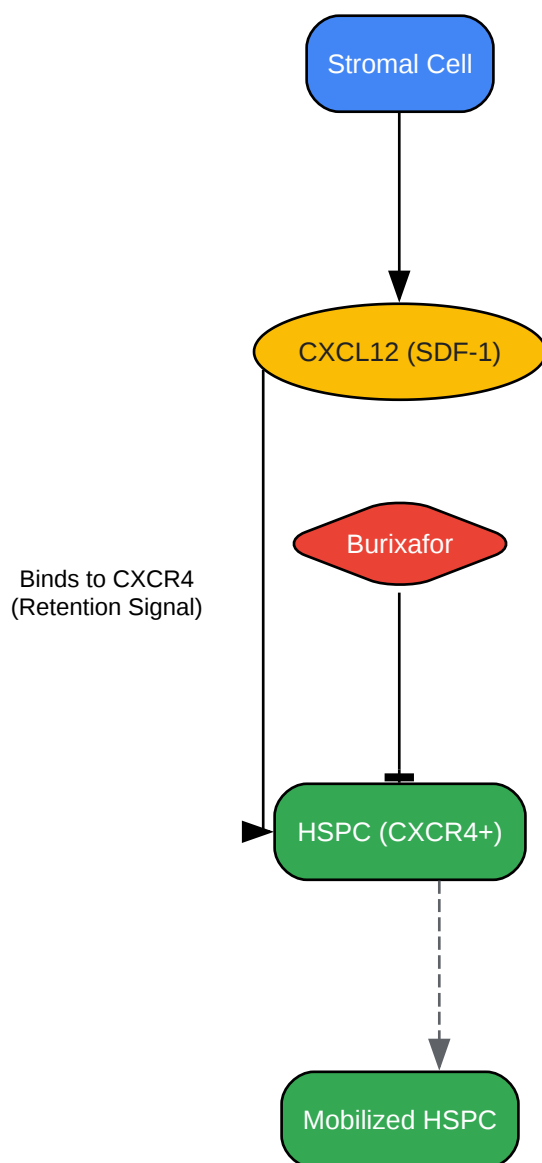 Stromal Cell
CXCL12 (SDF-1)
Burixafor
Binds to CXCR4
(Retention Signal)
HSPC (CXCR4+)
Mobilized HSPC